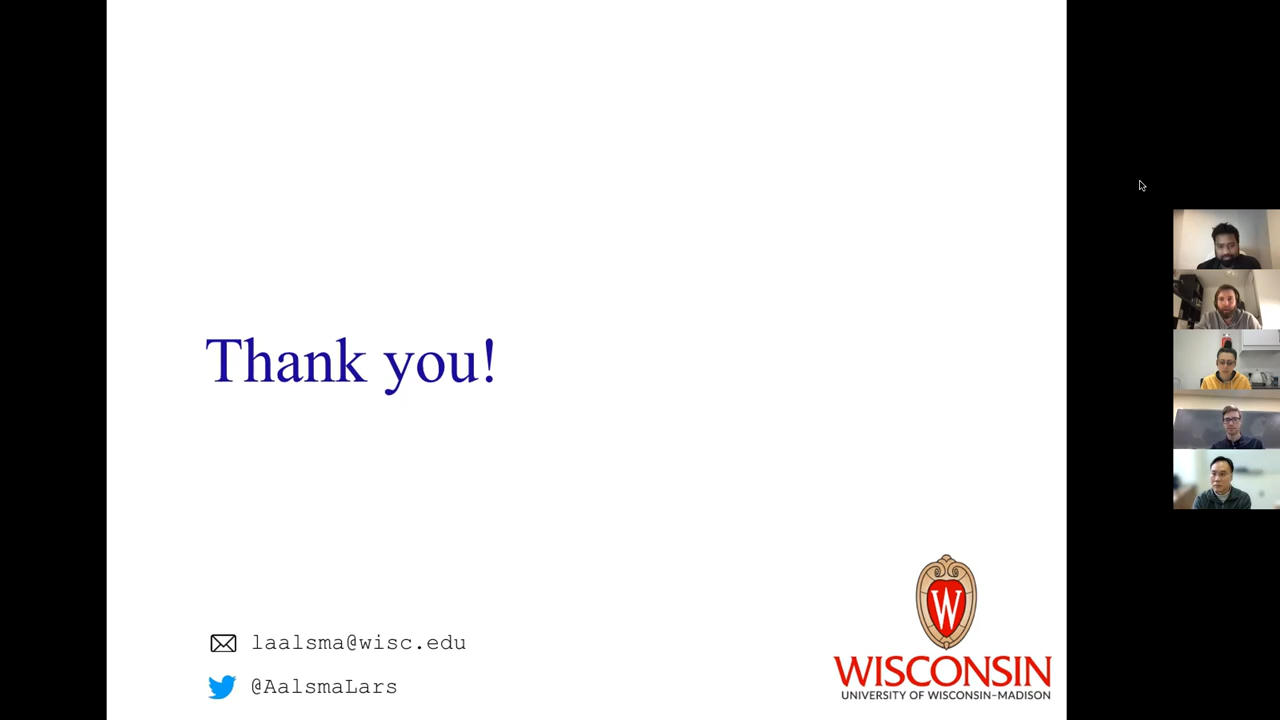 Thank you!
laalsma@wisc.edu
@AalsmaLars
W
WISCONSIN
UNIVERSITY OF WISCONSIN–MADISON